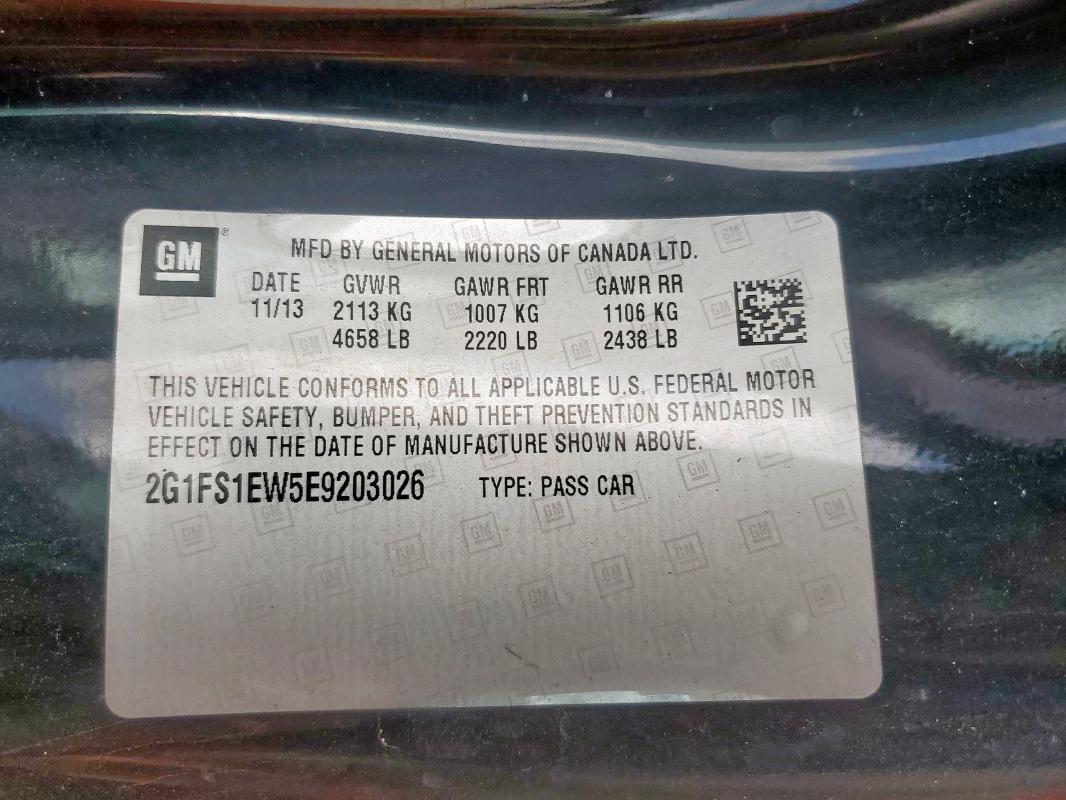 GM®
MFD BY GENERAL MOTORS OF CANADA LTD.
DATE GVWR GAWR FRT GAWR RR
11/13 2113 KG 1007 KG 1106 KG
4658 LB 2220 LB 2438 LB
THIS VEHICLE CONFORMS TO ALL APPLICABLE U.S. FEDERAL MOTOR
VEHICLE SAFETY, BUMPER, AND THEFT PREVENTION STANDARDS IN
EFFECT ON THE DATE OF MANUFACTURE SHOWN ABOVE.
2G1FS1EW5E9203026 TYPE: PASS CAR